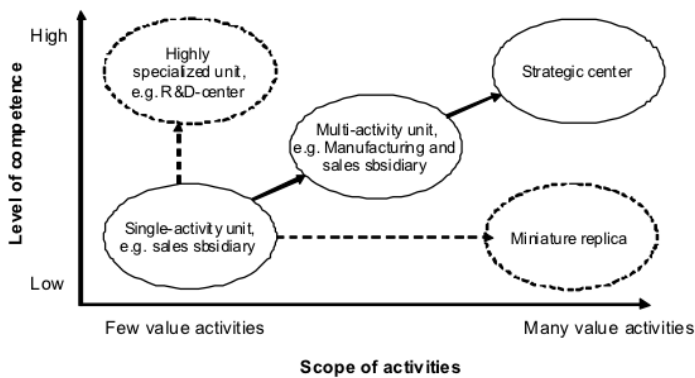 High
Highly
specialized unit,
e.g. R&D-center
Strategic center
Multi-activity unit,
e.g. Manufacturing and
sales sbsidiary
Level of competence
Single-activity unit,
e.g. sales sbsidiary
Miniature replica
Low
Few value activities
Many value activities
Scope of activities